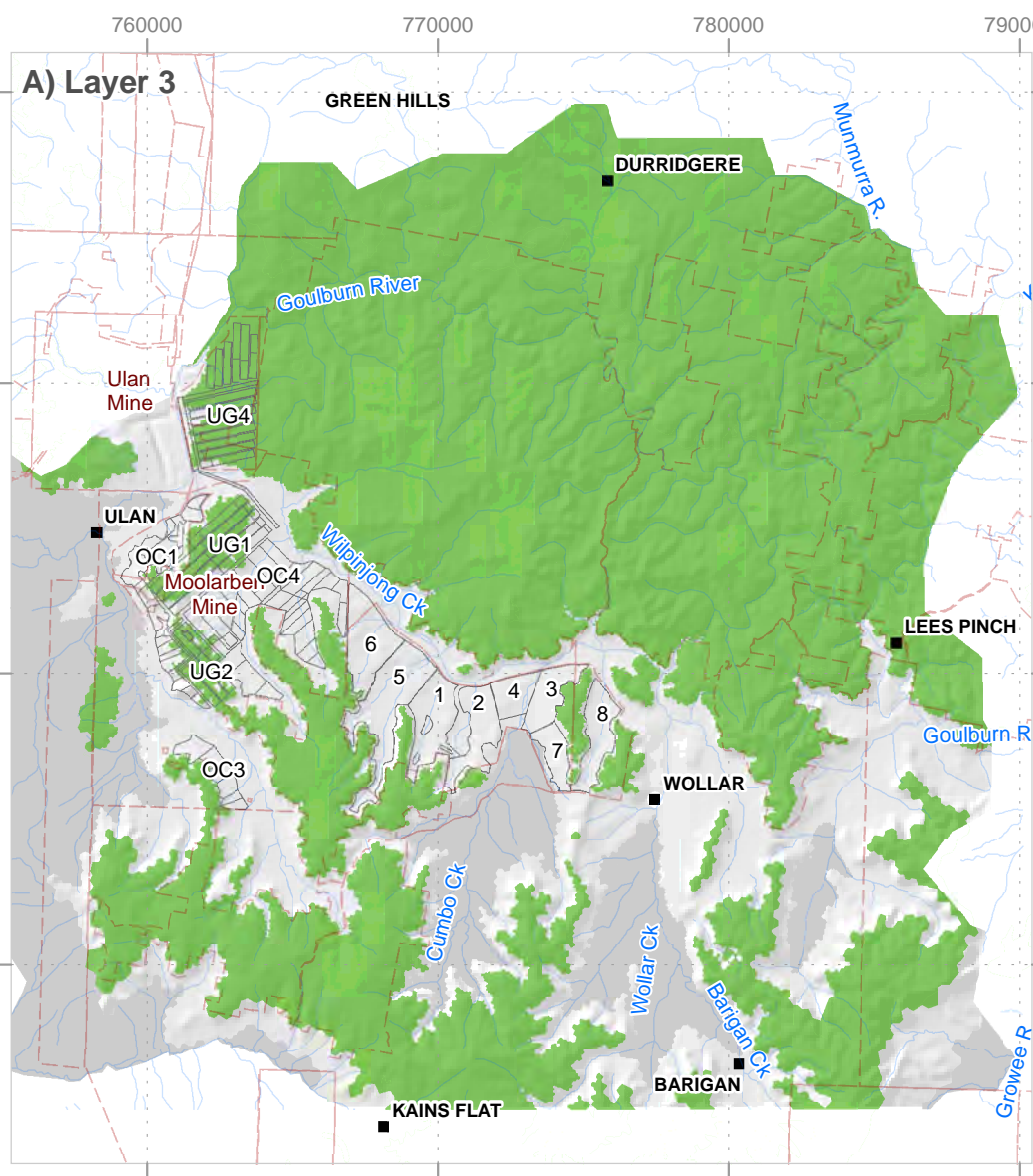 760000
770000
780000
79000
A) Layer 3
GREEN HILLS
Munmurra R.
DURRIDGERE
Goulburn River
Ulan
Mine
UG4
ULAN
UG1
OC1
Wilpinjong Ck
OC4
Moolarben
Mine
LEES PINCH
6
UG2
5
1
2
4
3
8
Goulburn R
7
OC3
WOLLAR
Cumbo Ck
Wollar Ck
Barigan Ck
BARIGAN
Growee R
KAINS FLAT